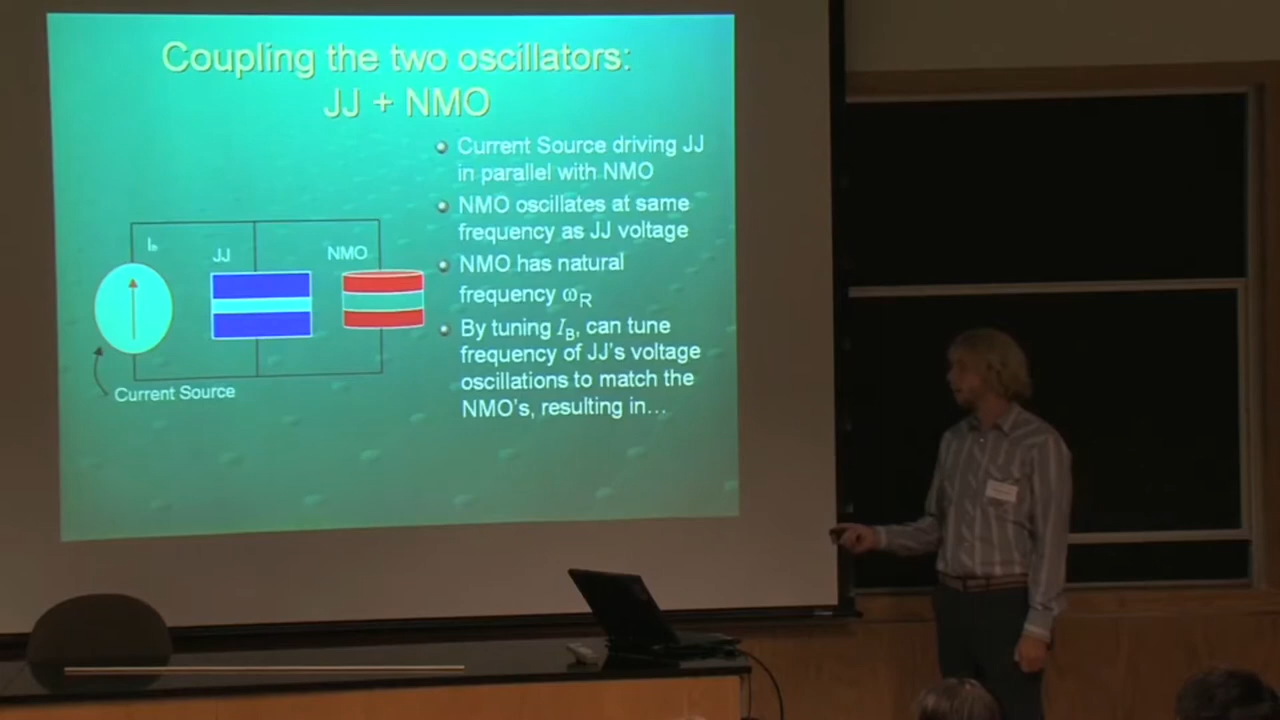 Coupling the two oscillators:
JJ + NMO
Current Source driving JJ
in parallel with NMO
NMO oscillates at same
frequency as JJ voltage
NMO has natural
frequency ωR
By tuning IB, can tune
frequency of JJ's voltage
oscillations to match the
NMO's, resulting in…
JJ
NMO
Current Source